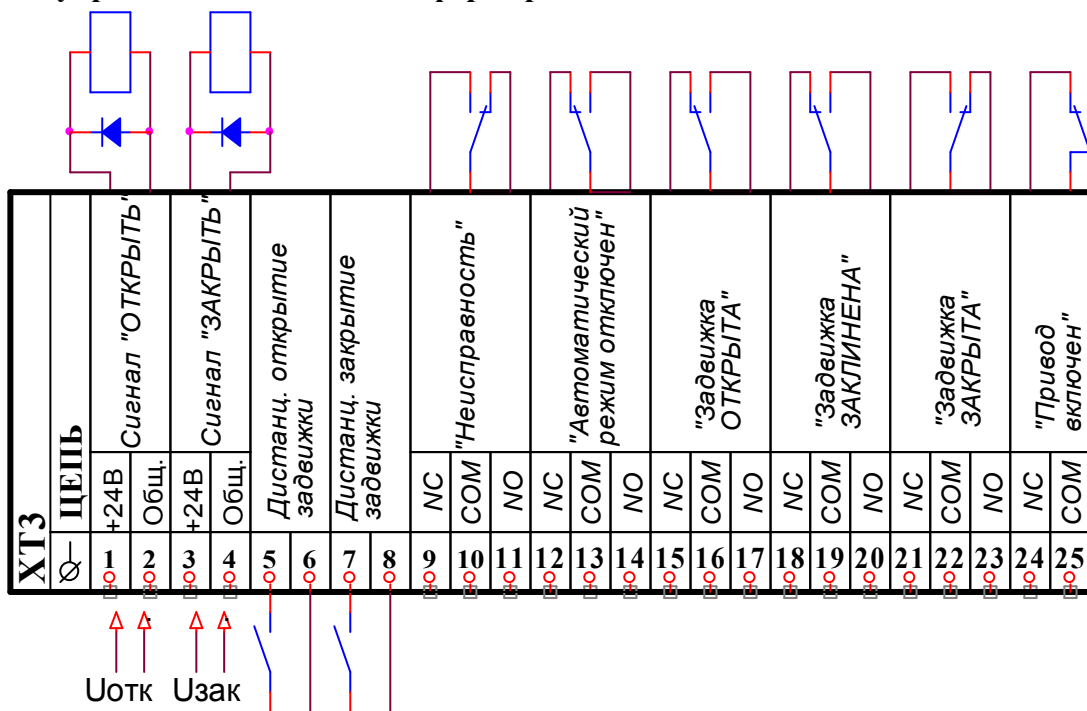 ХТ3
ЦЕПЬ
Сигнал "ОТКРЫТЬ"
Сигнал "ЗАКРЫТЬ"
Дистанц. открытие
задвижки
Дистанц. закрытие
задвижки
"Неисправность"
"Автоматический
режим отключен"
"Задвижка
ОТКРЫТА"
"Задвижка
ЗАКЛИНЕНА"
"Задвижка
ЗАКРЫТА"
"Привод
включен"
+24В Общ. +24В Общ. NC COM NO NC COM NO NC COM NO NC COM NO NC COM NO NC COM
1 2 3 4 5 6 7 8 9 10 11 12 13 14 15 16 17 18 19 20 21 22 23 24 25
Uотк Uзак